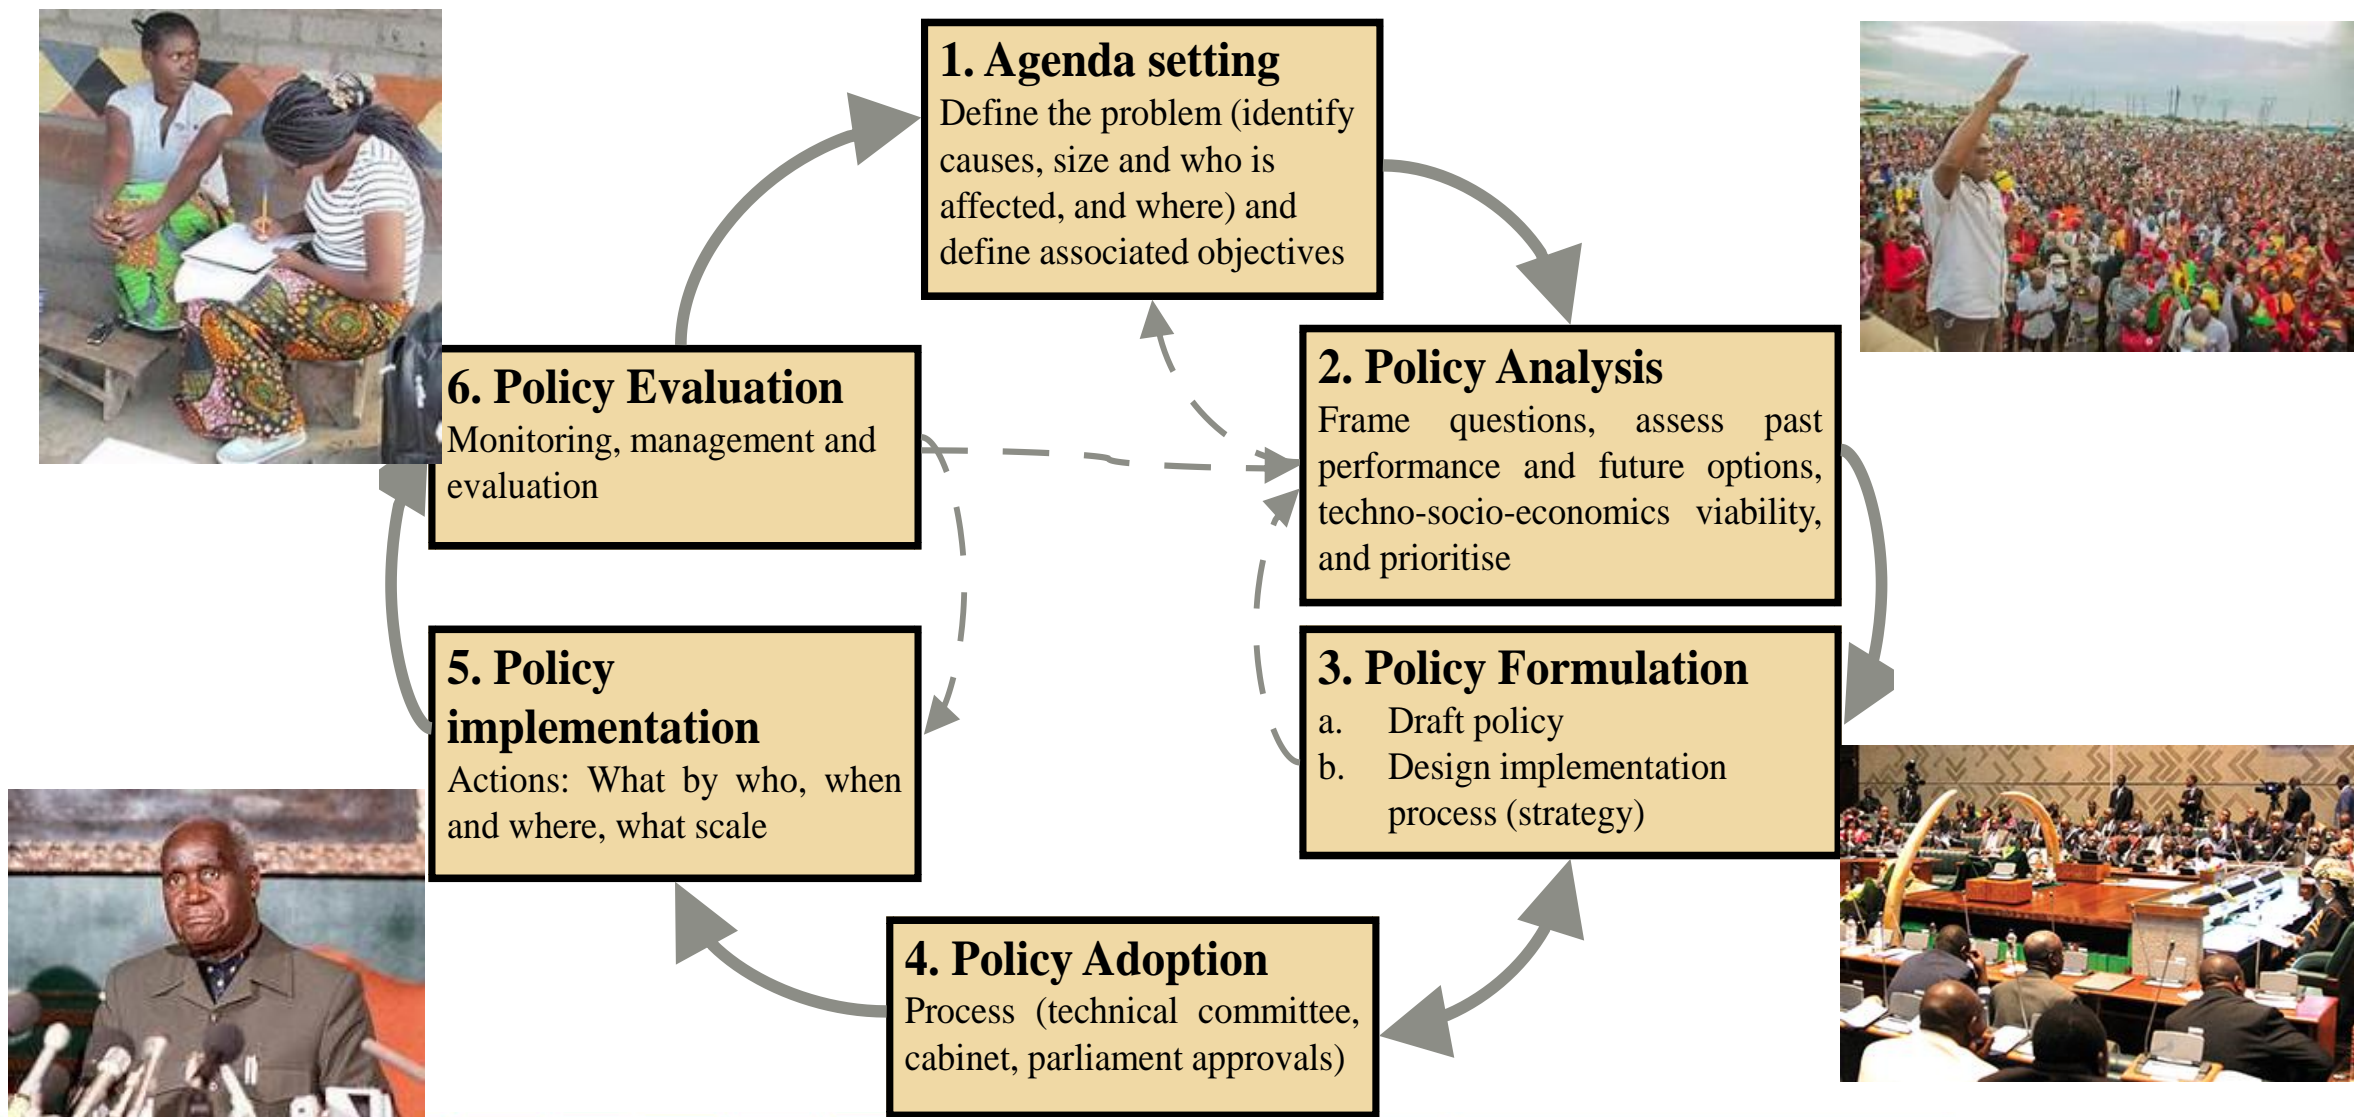 1. Agenda setting
Define the problem (identify
causes, size and who is
affected, and where) and
define associated objectives
2. Policy Analysis
Frame questions, assess past
performance and future options,
techno-socio-economics viability,
and prioritise
3. Policy Formulation
a. Draft policy
b. Design implementation
process (strategy)
4. Policy Adoption
Process (technical committee,
cabinet, parliament approvals)
5. Policy
implementation
Actions: What by who, when
and where, what scale
6. Policy Evaluation
Monitoring, management and
evaluation